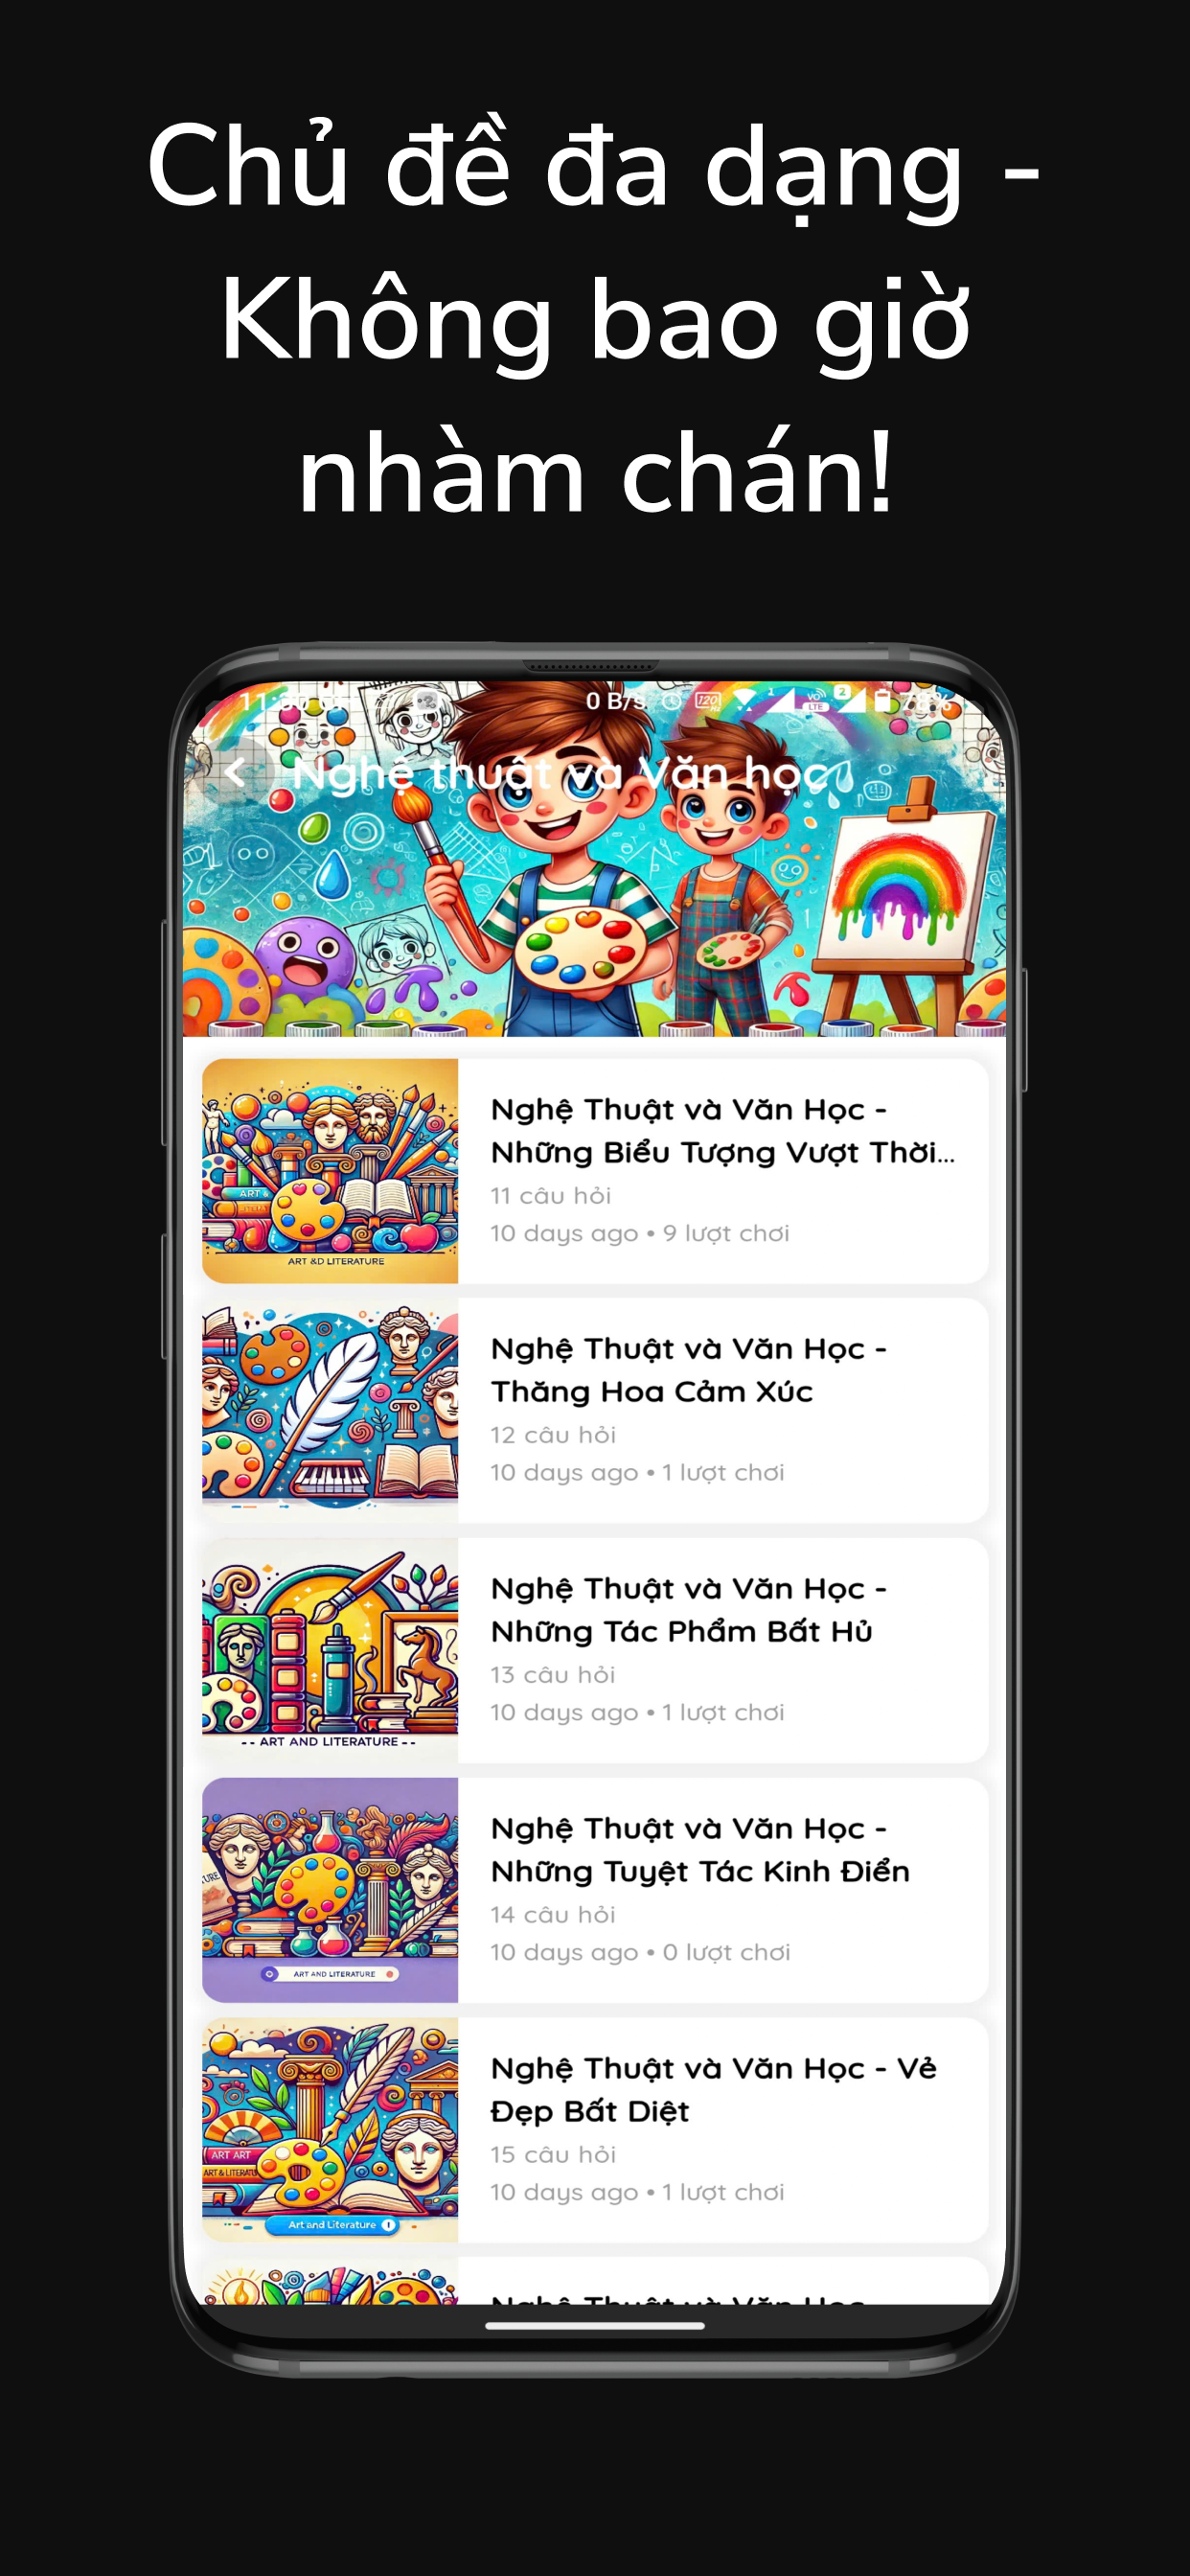 Chủ đề đa dạng -
Không bao giờ
nhàm chán!
0 B/s
Nghệ thuật và Văn học
Nghệ Thuật và Văn Học -
Những Biểu Tượng Vượt Thời...
11 câu hỏi
10 days ago • 9 lượt chơi
ART &
ART &D LITERATURE
Nghệ Thuật và Văn Học -
Thăng Hoa Cảm Xúc
12 câu hỏi
10 days ago • 1 lượt chơi
Nghệ Thuật và Văn Học -
Những Tác Phẩm Bất Hủ
13 câu hỏi
10 days ago • 1 lượt chơi
-- ART AND LITERATURE --
Nghệ Thuật và Văn Học -
Những Tuyệt Tác Kinh Điển
14 câu hỏi
10 days ago • 0 lượt chơi
ART AND LITERATURE
Nghệ Thuật và Văn Học - Vẻ
Đẹp Bất Diệt
15 câu hỏi
10 days ago • 1 lượt chơi
ART ART
Art and Literature
Nghệ Thuật và Văn Học